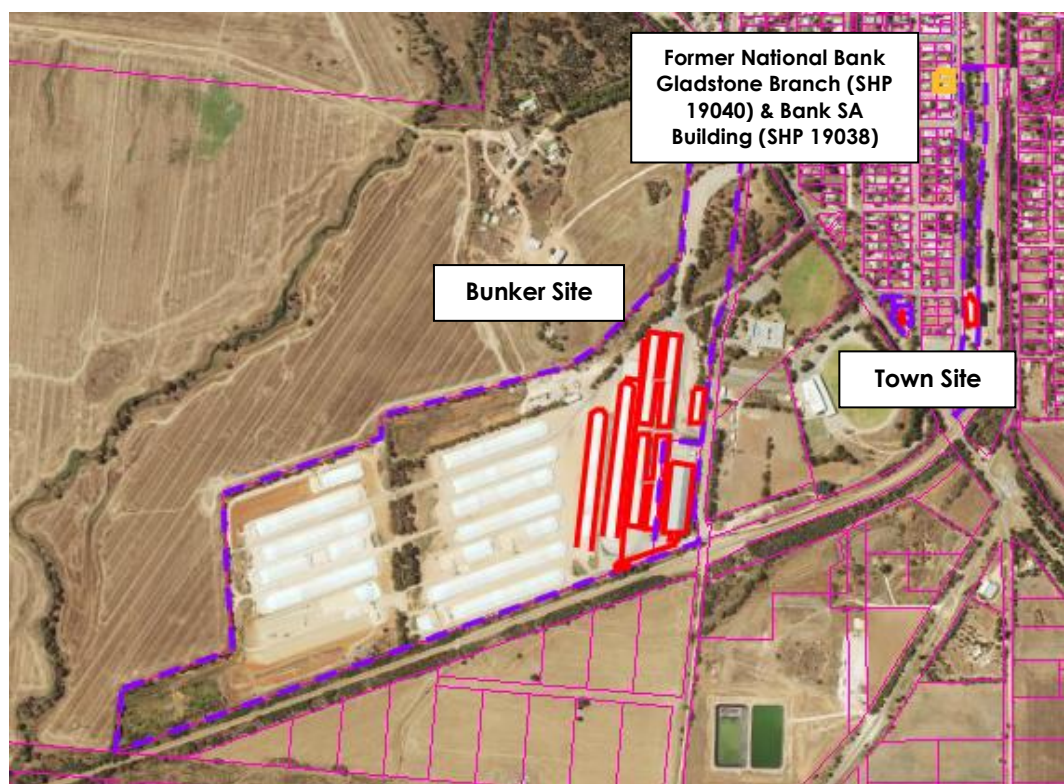 Former National Bank
Gladstone Branch (SHP
19040) & Bank SA
Building (SHP 19038)
Bunker Site
Town Site